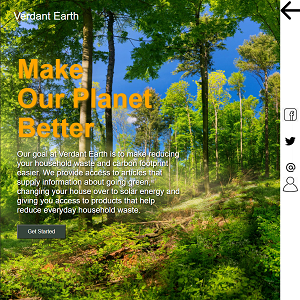 Verdant Earth
Make
Our Planet
Better
Our goal at Verdant Earth is to make reducing
your household waste and carbon footprint
easier. We provide access to articles that
supply information about going green,
changing your house over to solar energy and
giving you access to products that help
reduce everyday household waste.
Get Started